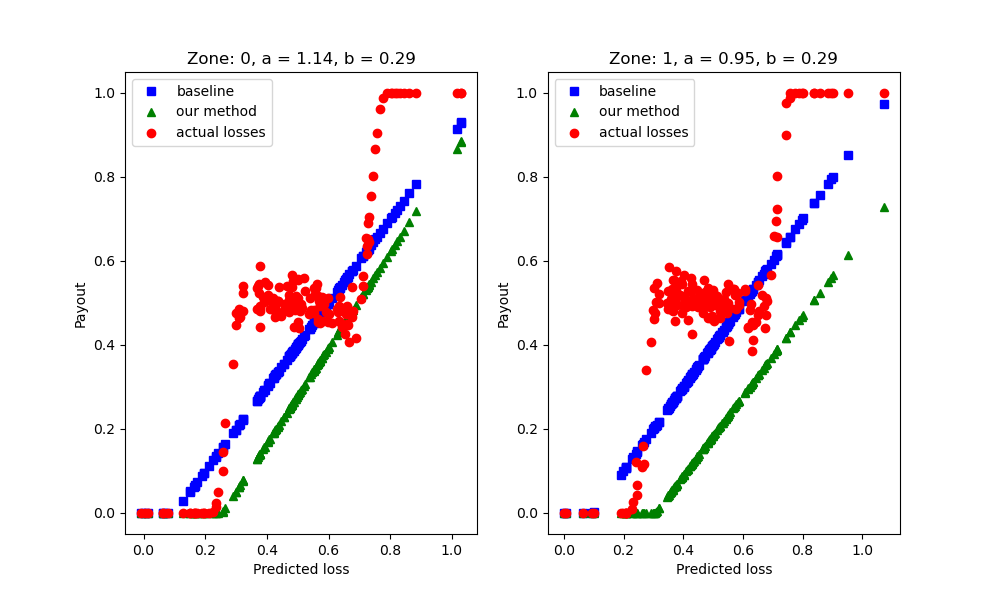 Zone: 0, a = 1.14, b = 0.29
baseline
our method
actual losses
1.0
0.8
0.6
0.4
0.2
0.0
Payout
0.0 0.2 0.4 0.6 0.8 1.0
Predicted loss
Zone: 1, a = 0.95, b = 0.29
baseline
our method
actual losses
1.0
0.8
0.6
0.4
0.2
0.0
Payout
0.0 0.2 0.4 0.6 0.8 1.0
Predicted loss